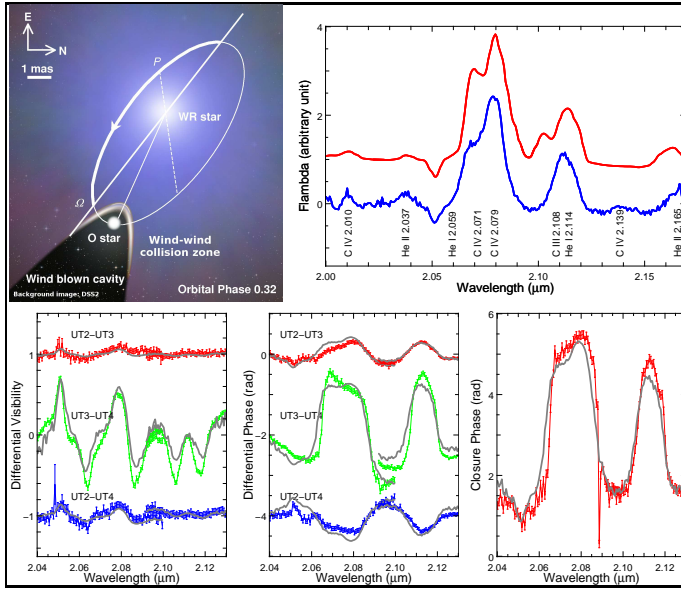 E
N
1 mas
P
WR star
Ω
O star
Wind-wind
collision zone
Wind blown cavity
Background image; DSS2
Orbital Phase 0.32
Flambda (arbitrary unit)
4
2
0
C IV 2.010
He II 2.037
He I 2.059
C IV 2.071
C IV 2.079
C III 2.108
He I 2.114
C IV 2.139
He II 2.165
2.00 2.05 2.10 2.15
Wavelength (μm)
Differential Visibility
1
0
−1
UT2−UT3
UT3−UT4
UT2−UT4
2.04 2.06 2.08 2.10 2.12
Wavelength (μm)
Differential Phase (rad)
0
−2
−4
UT2−UT3
UT3−UT4
UT2−UT4
2.04 2.06 2.08 2.10 2.12
Wavelength (μm)
Closure Phase (rad)
6
4
2
0
2.04 2.06 2.08 2.10 2.12
Wavelength (μm)